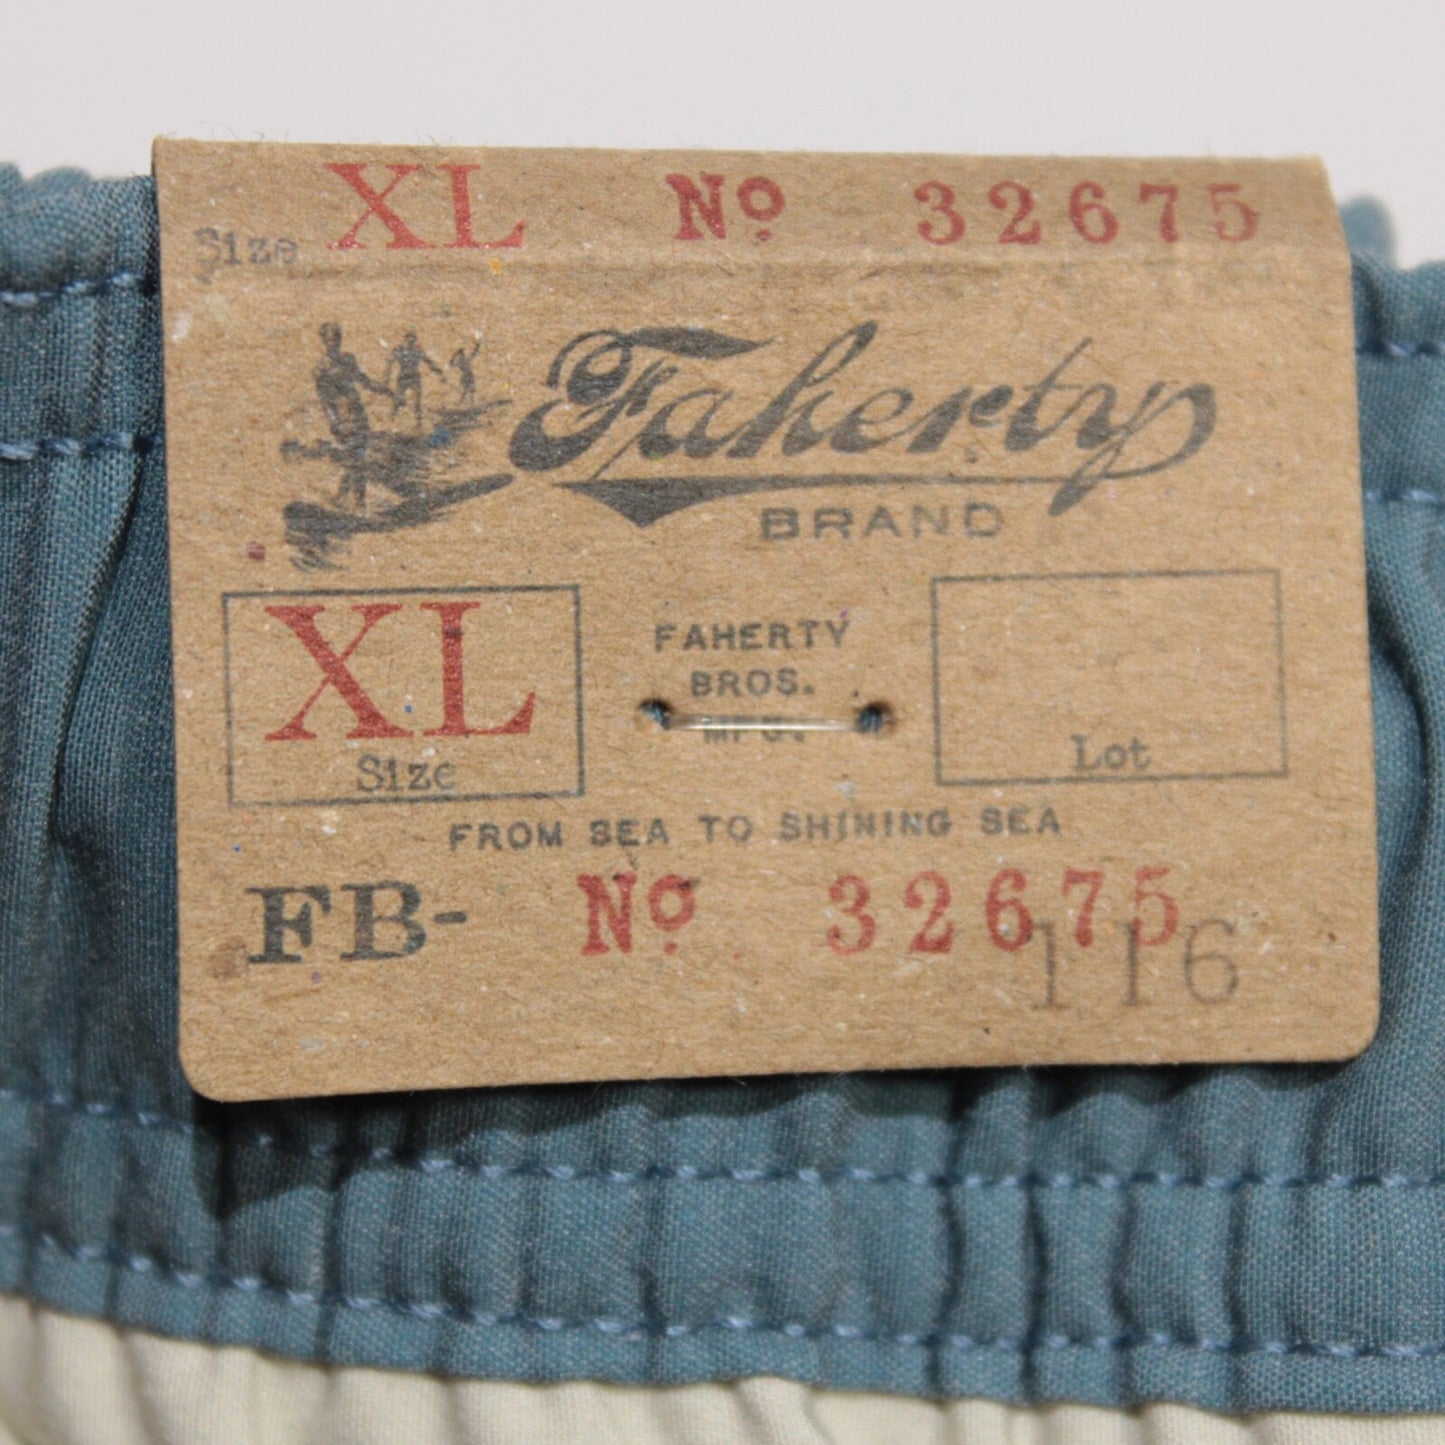 Size XL No 32675
Faherty
BRAND
XL
Size
FAHERTY
BROS.
MFG.
Lot
FROM SEA TO SHINING SEA
FB- No 32675
116